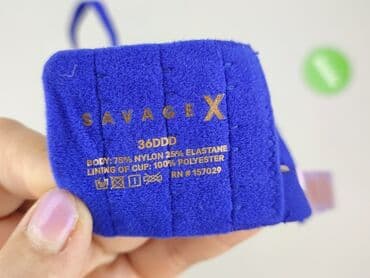 SAVAGE X
36DDD
BODY: 75% NYLON 25% ELASTANE
LINING OF CUP: 100% POLYESTER
RN # 157029